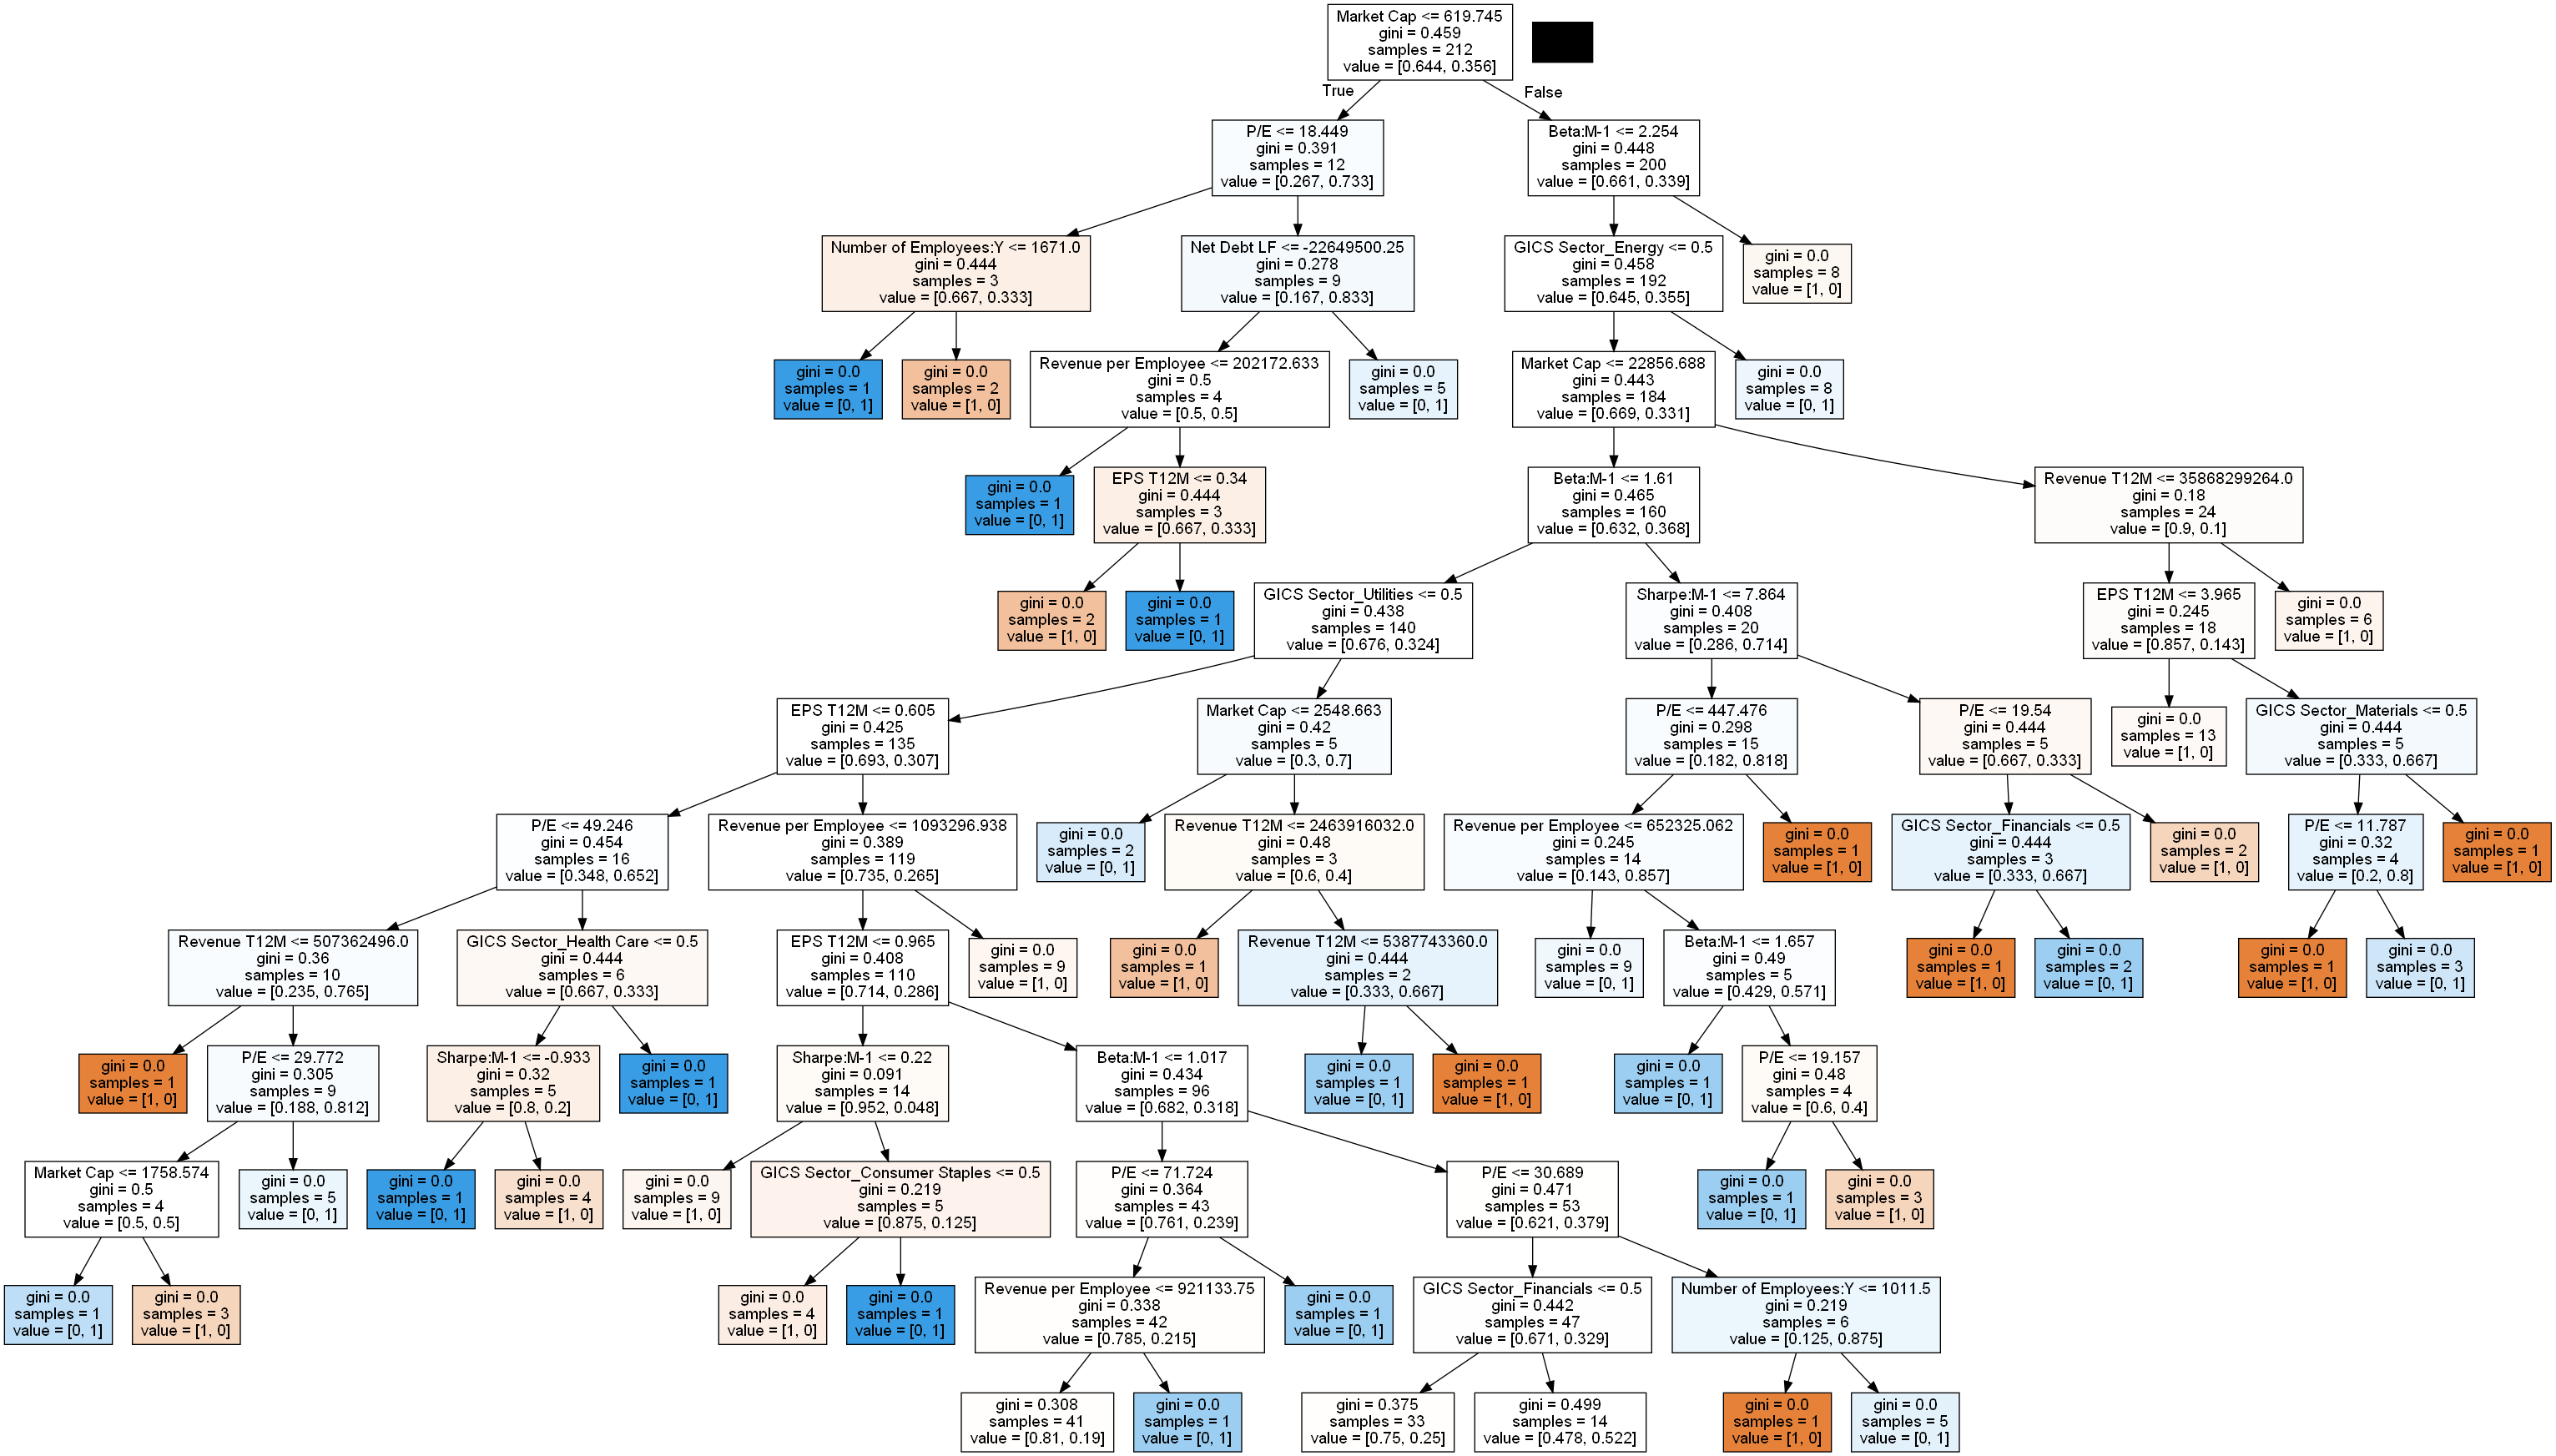 Market Cap <= 619.745
gini = 0.459
samples = 212
value = [0.644, 0.356]
True
False
P/E <= 18.449
gini = 0.391
samples = 12
value = [0.267, 0.733]
Beta:M-1 <= 2.254
gini = 0.448
samples = 200
value = [0.661, 0.339]
Number of Employees:Y <= 1671.0
gini = 0.444
samples = 3
value = [0.667, 0.333]
Net Debt LF <= -22649500.25
gini = 0.278
samples = 9
value = [0.167, 0.833]
GICS Sector_Energy <= 0.5
gini = 0.458
samples = 192
value = [0.645, 0.355]
gini = 0.0
samples = 8
value = [1, 0]
gini = 0.0
samples = 1
value = [0, 1]
gini = 0.0
samples = 2
value = [1, 0]
Revenue per Employee <= 202172.633
gini = 0.5
samples = 4
value = [0.5, 0.5]
gini = 0.0
samples = 5
value = [0, 1]
Market Cap <= 22856.688
gini = 0.443
samples = 184
value = [0.669, 0.331]
gini = 0.0
samples = 8
value = [0, 1]
gini = 0.0
samples = 1
value = [0, 1]
EPS T12M <= 0.34
gini = 0.444
samples = 3
value = [0.667, 0.333]
Beta:M-1 <= 1.61
gini = 0.465
samples = 160
value = [0.632, 0.368]
Revenue T12M <= 35868299264.0
gini = 0.18
samples = 24
value = [0.9, 0.1]
gini = 0.0
samples = 2
value = [1, 0]
gini = 0.0
samples = 1
value = [0, 1]
GICS Sector_Utilities <= 0.5
gini = 0.438
samples = 140
value = [0.676, 0.324]
Sharpe:M-1 <= 7.864
gini = 0.408
samples = 20
value = [0.286, 0.714]
EPS T12M <= 3.965
gini = 0.245
samples = 18
value = [0.857, 0.143]
gini = 0.0
samples = 6
value = [1, 0]
EPS T12M <= 0.605
gini = 0.425
samples = 135
value = [0.693, 0.307]
Market Cap <= 2548.663
gini = 0.42
samples = 5
value = [0.3, 0.7]
P/E <= 447.476
gini = 0.298
samples = 15
value = [0.182, 0.818]
P/E <= 19.54
gini = 0.444
samples = 5
value = [0.667, 0.333]
gini = 0.0
samples = 13
value = [1, 0]
GICS Sector_Materials <= 0.5
gini = 0.444
samples = 5
value = [0.333, 0.667]
P/E <= 49.246
gini = 0.454
samples = 16
value = [0.348, 0.652]
Revenue per Employee <= 1093296.938
gini = 0.389
samples = 119
value = [0.735, 0.265]
gini = 0.0
samples = 2
value = [0, 1]
Revenue T12M <= 2463916032.0
gini = 0.48
samples = 3
value = [0.6, 0.4]
Revenue per Employee <= 652325.062
gini = 0.245
samples = 14
value = [0.143, 0.857]
gini = 0.0
samples = 1
value = [1, 0]
GICS Sector_Financials <= 0.5
gini = 0.444
samples = 3
value = [0.333, 0.667]
gini = 0.0
samples = 2
value = [1, 0]
P/E <= 11.787
gini = 0.32
samples = 4
value = [0.2, 0.8]
gini = 0.0
samples = 1
value = [1, 0]
Revenue T12M <= 507362496.0
gini = 0.36
samples = 10
value = [0.235, 0.765]
GICS Sector_Health Care <= 0.5
gini = 0.444
samples = 6
value = [0.667, 0.333]
EPS T12M <= 0.965
gini = 0.408
samples = 110
value = [0.714, 0.286]
gini = 0.0
samples = 9
value = [1, 0]
gini = 0.0
samples = 1
value = [1, 0]
Revenue T12M <= 5387743360.0
gini = 0.444
samples = 2
value = [0.333, 0.667]
gini = 0.0
samples = 9
value = [0, 1]
Beta:M-1 <= 1.657
gini = 0.49
samples = 5
value = [0.429, 0.571]
gini = 0.0
samples = 1
value = [1, 0]
gini = 0.0
samples = 2
value = [0, 1]
gini = 0.0
samples = 1
value = [1, 0]
gini = 0.0
samples = 3
value = [0, 1]
gini = 0.0
samples = 1
value = [1, 0]
P/E <= 29.772
gini = 0.305
samples = 9
value = [0.188, 0.812]
Sharpe:M-1 <= -0.933
gini = 0.32
samples = 5
value = [0.8, 0.2]
gini = 0.0
samples = 1
value = [0, 1]
Sharpe:M-1 <= 0.22
gini = 0.091
samples = 14
value = [0.952, 0.048]
Beta:M-1 <= 1.017
gini = 0.434
samples = 96
value = [0.682, 0.318]
gini = 0.0
samples = 1
value = [0, 1]
gini = 0.0
samples = 1
value = [1, 0]
gini = 0.0
samples = 1
value = [0, 1]
P/E <= 19.157
gini = 0.48
samples = 4
value = [0.6, 0.4]
Market Cap <= 1758.574
gini = 0.5
samples = 4
value = [0.5, 0.5]
gini = 0.0
samples = 5
value = [0, 1]
gini = 0.0
samples = 1
value = [0, 1]
gini = 0.0
samples = 4
value = [1, 0]
gini = 0.0
samples = 9
value = [1, 0]
GICS Sector_Consumer Staples <= 0.5
gini = 0.219
samples = 5
value = [0.875, 0.125]
P/E <= 71.724
gini = 0.364
samples = 43
value = [0.761, 0.239]
P/E <= 30.689
gini = 0.471
samples = 53
value = [0.621, 0.379]
gini = 0.0
samples = 1
value = [0, 1]
gini = 0.0
samples = 3
value = [1, 0]
gini = 0.0
samples = 1
value = [0, 1]
gini = 0.0
samples = 3
value = [1, 0]
gini = 0.0
samples = 4
value = [1, 0]
gini = 0.0
samples = 1
value = [0, 1]
Revenue per Employee <= 921133.75
gini = 0.338
samples = 42
value = [0.785, 0.215]
gini = 0.0
samples = 1
value = [0, 1]
GICS Sector_Financials <= 0.5
gini = 0.442
samples = 47
value = [0.671, 0.329]
Number of Employees:Y <= 1011.5
gini = 0.219
samples = 6
value = [0.125, 0.875]
gini = 0.308
samples = 41
value = [0.81, 0.19]
gini = 0.0
samples = 1
value = [0, 1]
gini = 0.375
samples = 33
value = [0.75, 0.25]
gini = 0.499
samples = 14
value = [0.478, 0.522]
gini = 0.0
samples = 1
value = [1, 0]
gini = 0.0
samples = 5
value = [0, 1]